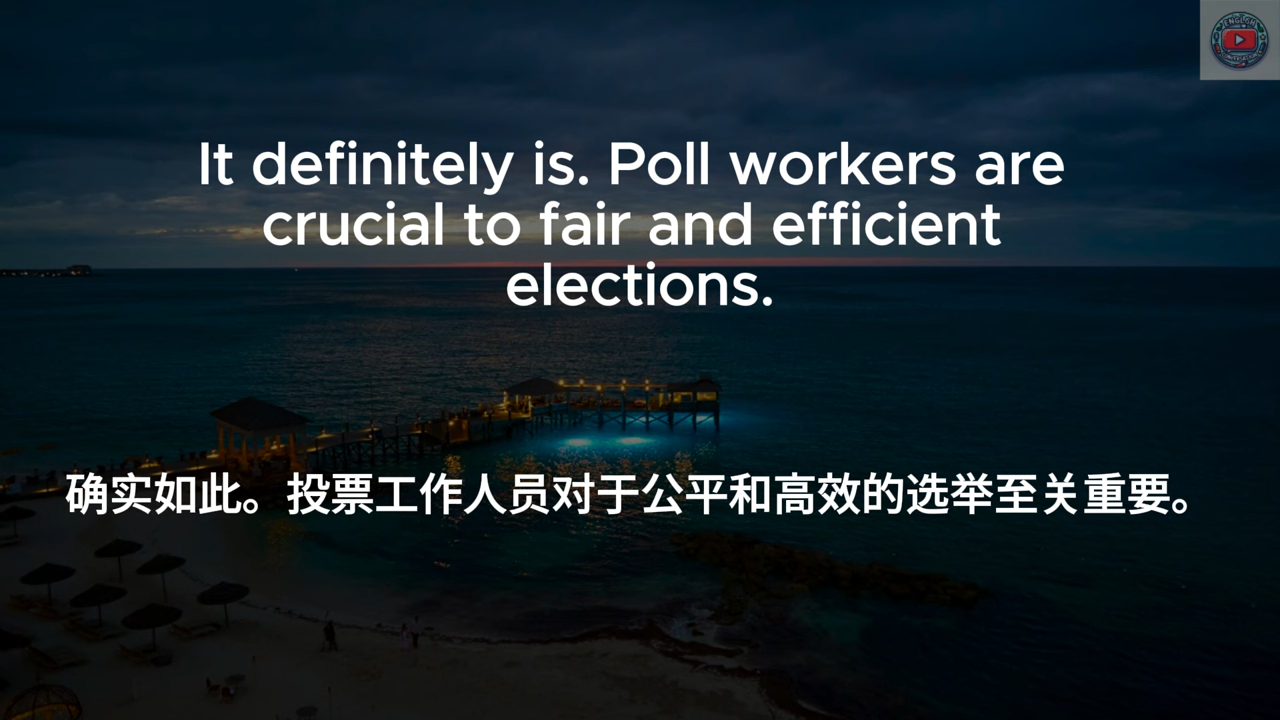 It definitely is. Poll workers are
crucial to fair and efficient
elections.
确实如此。投票工作人员对于公平和高效的选举至关重要。